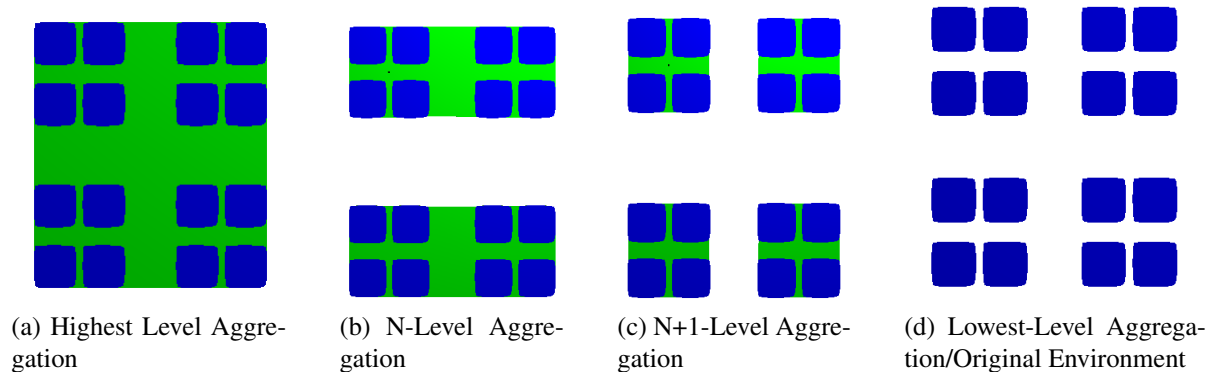 (a) Highest Level Aggre-
gation
(b) N-Level Aggre-
gation
(c) N+1-Level Aggre-
gation
(d) Lowest-Level Aggrega-
tion/Original Environment